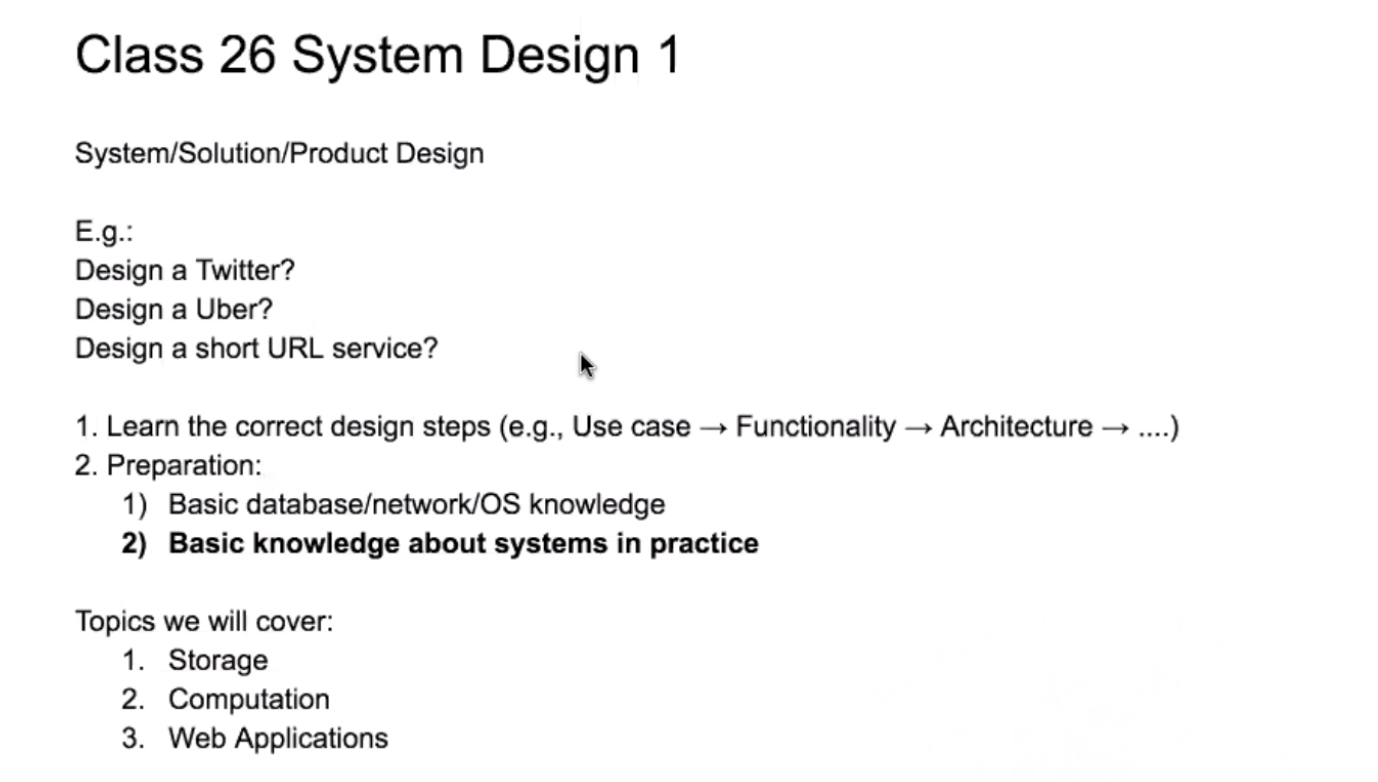 Class 26 System Design 1
System/Solution/Product Design
E.g.:
Design a Twitter?
Design a Uber?
Design a short URL service?
1. Learn the correct design steps (e.g., Use case → Functionality → Architecture → ....)
2. Preparation:
1) Basic database/network/OS knowledge
2) Basic knowledge about systems in practice
Topics we will cover:
1. Storage
2. Computation
3. Web Applications